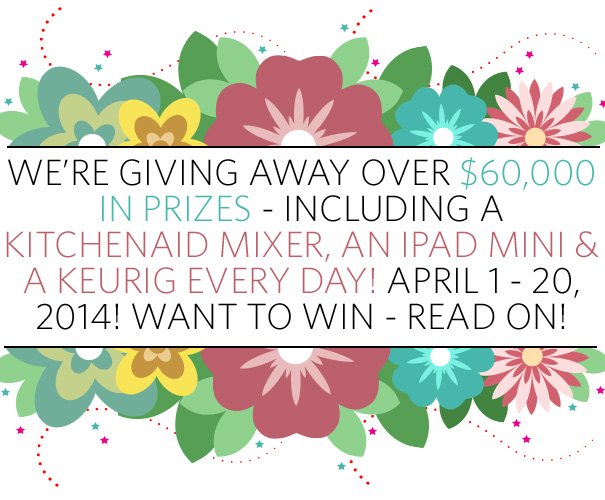 WE'RE GIVING AWAY OVER $60,000
IN PRIZES - INCLUDING A
KITCHENAID MIXER, AN IPAD MINI &
A KEURIG EVERY DAY! APRIL 1 - 20,
2014! WANT TO WIN - READ ON!